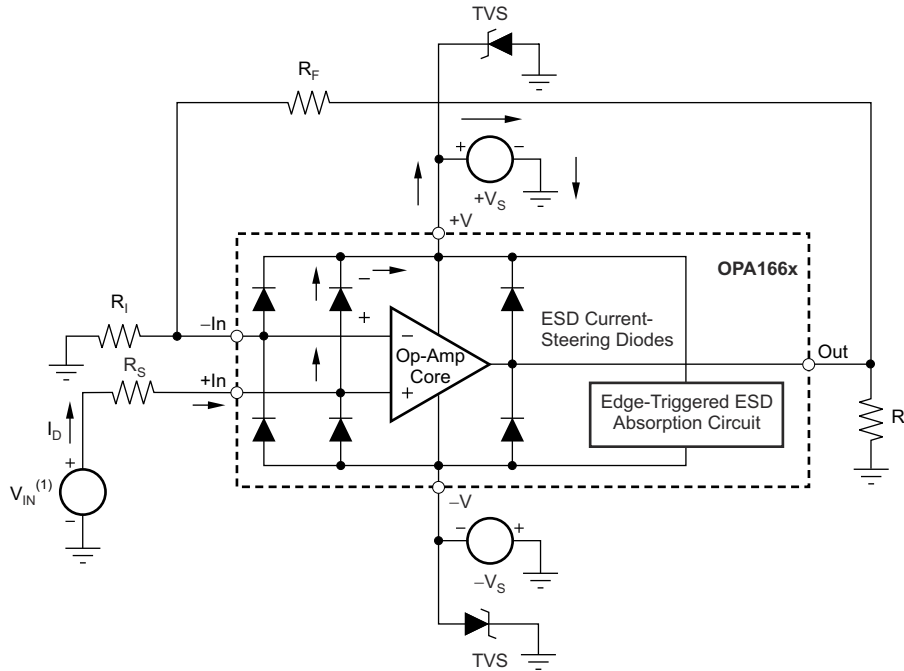 TVS
R_F
+ −
+V_S
+V
OPA166x
−
+
R_I
−In
ESD Current-
Steering Diodes
−
Op-Amp
Core
+
Out
R_S
+In
Edge-Triggered ESD
Absorption Circuit
R
I_D
+
V_IN^(1)
−
−V
− +
−V_S
TVS